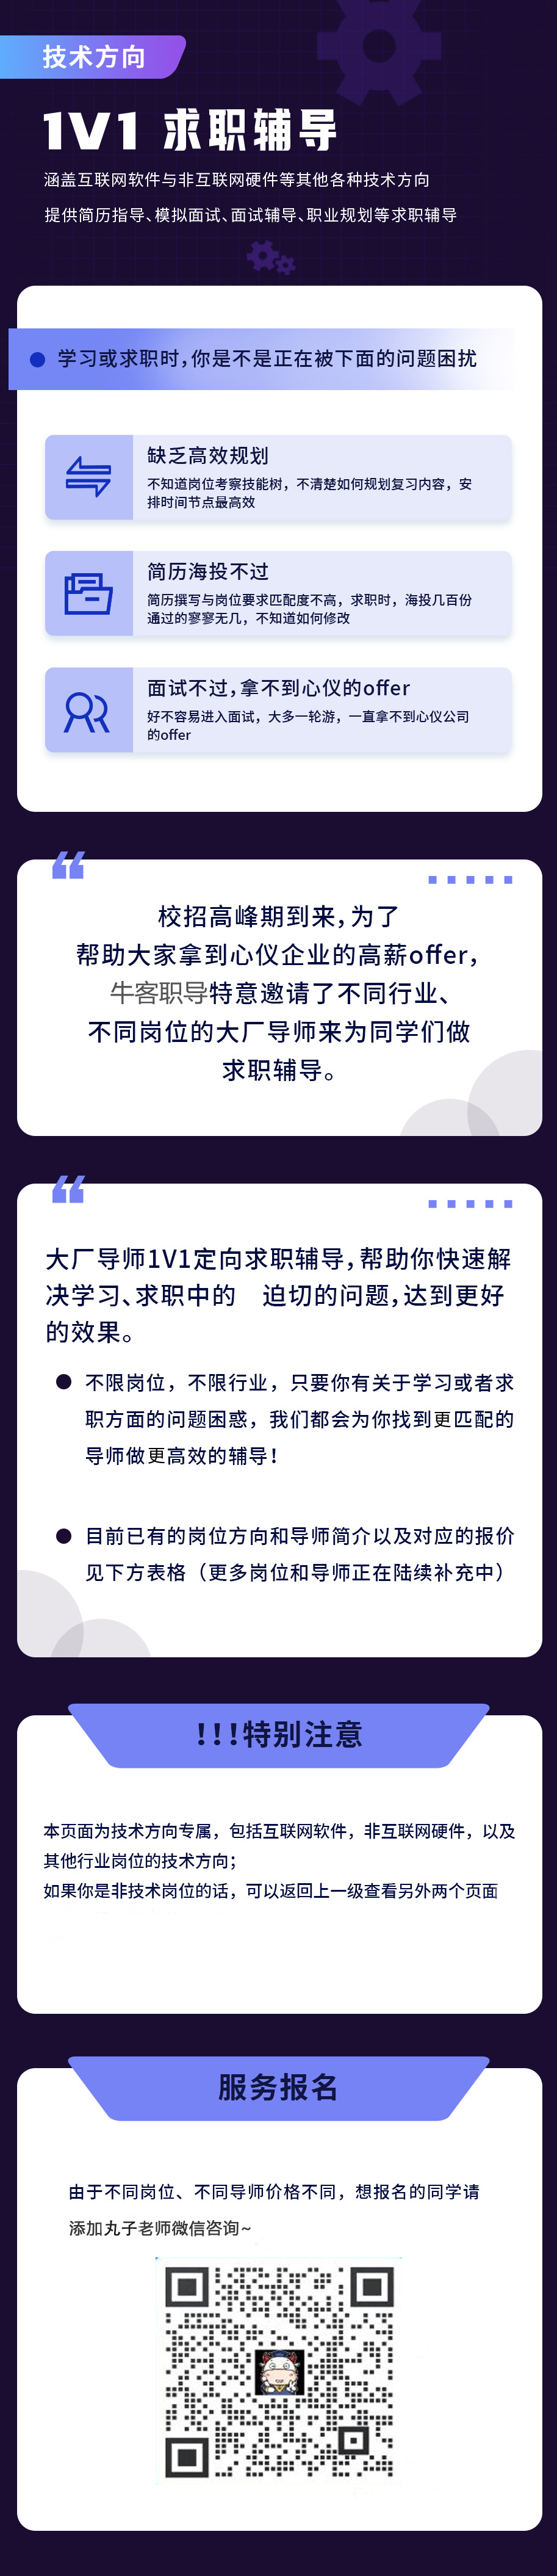 技术方向
1V1 求职辅导
涵盖互联网软件与非互联网硬件等其他各种技术方向
提供简历指导、模拟面试、面试辅导、职业规划等求职辅导
学习或求职时，你是不是正在被下面的问题困扰
缺乏高效规划
不知道岗位考察技能树，不清楚如何规划复习内容，安
排时间节点最高效
简历海投不过
简历撰写与岗位要求匹配度不高，求职时，海投几百份
通过的寥寥无几，不知道如何修改
面试不过，拿不到心仪的offer
好不容易进入面试，大多一轮游，一直拿不到心仪公司
的offer
校招高峰期到来，为了
帮助大家拿到心仪企业的高薪offer，
牛客职导特意邀请了不同行业、
不同岗位的大厂导师来为同学们做
求职辅导。
大厂导师1V1定向求职辅导，帮助你快速解
决学习、求职中的 迫切的问题，达到更好
的效果。
不限岗位，不限行业，只要你有关于学习或者求
职方面的问题困惑，我们都会为你找到更匹配的
导师做更高效的辅导！
目前已有的岗位方向和导师简介以及对应的报价
见下方表格（更多岗位和导师正在陆续补充中）
！！！特别注意
本页面为技术方向专属，包括互联网软件，非互联网硬件，以及
其他行业岗位的技术方向；
如果你是非技术岗位的话，可以返回上一级查看另外两个页面
服务报名
由于不同岗位、不同导师价格不同，想报名的同学请
添加丸子老师微信咨询~